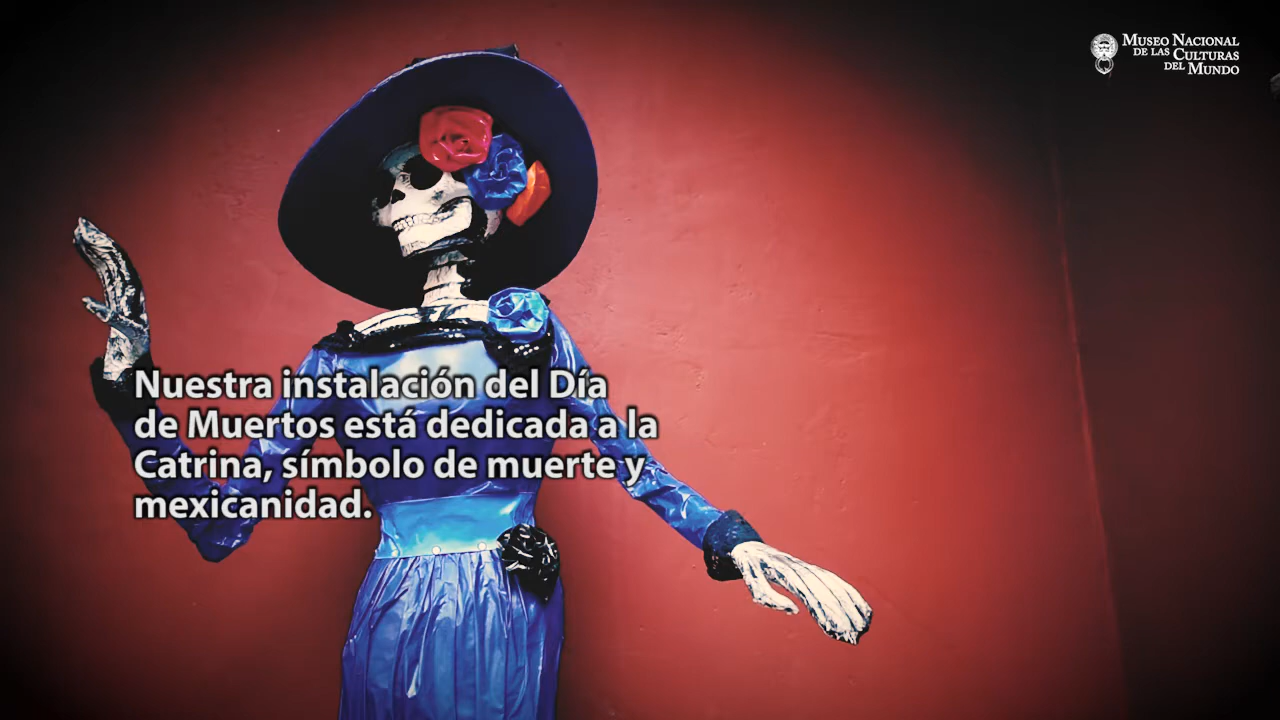 Museo Nacional
de las Culturas
del Mundo
Nuestra instalación del Día
de Muertos está dedicada a la
Catrina, símbolo de muerte y
mexicanidad.